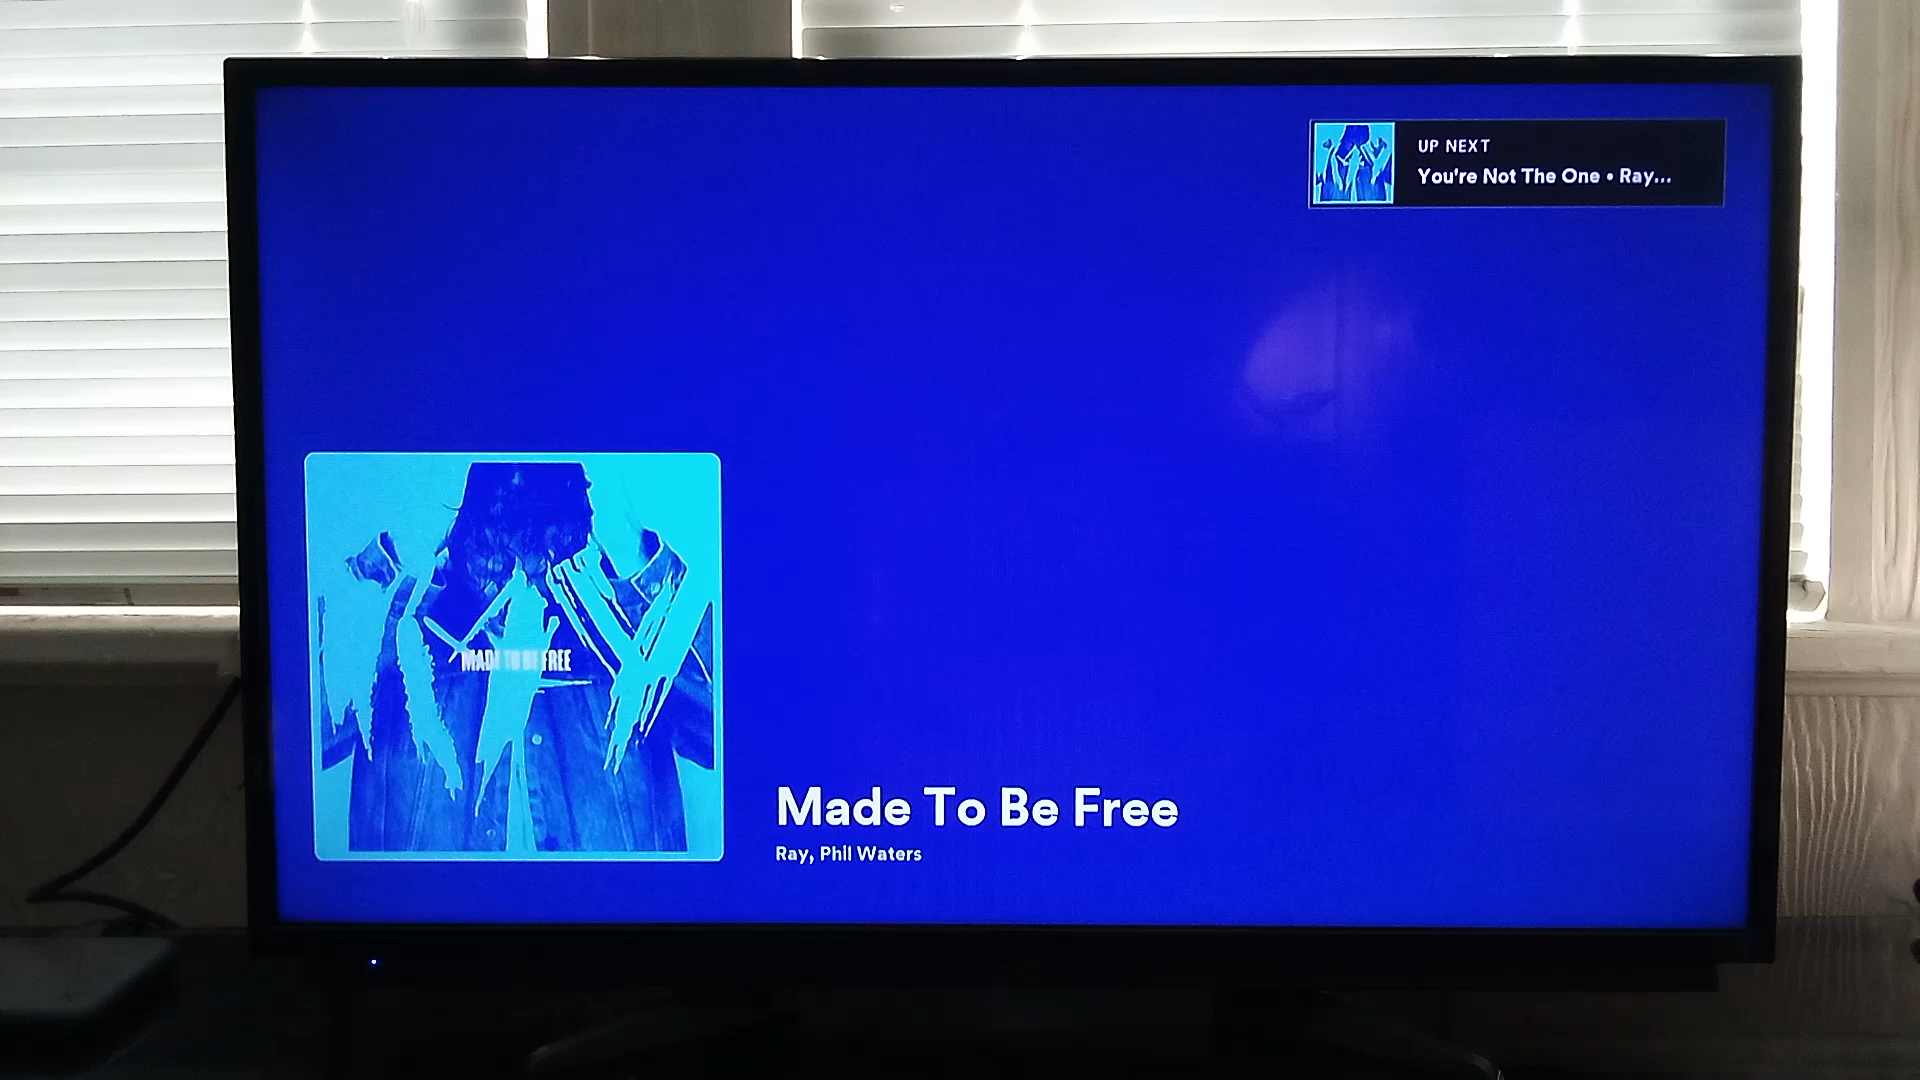 UP NEXT
You're Not The One • Ray...
MADE TO BE FREE
Made To Be Free
Ray, Phil Waters